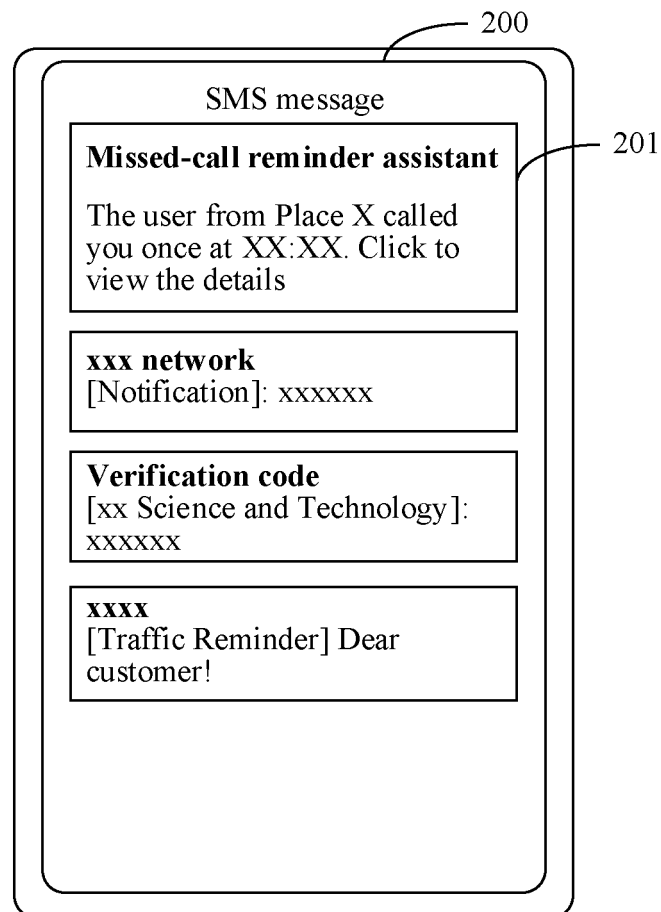 200
SMS message
201
Missed-call reminder assistant
The user from Place X called
you once at XX:XX. Click to
view the details
xxx network
[Notification]: xxxxxx
Verification code
[xx Science and Technology]:
xxxxxx
xxxx
[Traffic Reminder] Dear
customer!